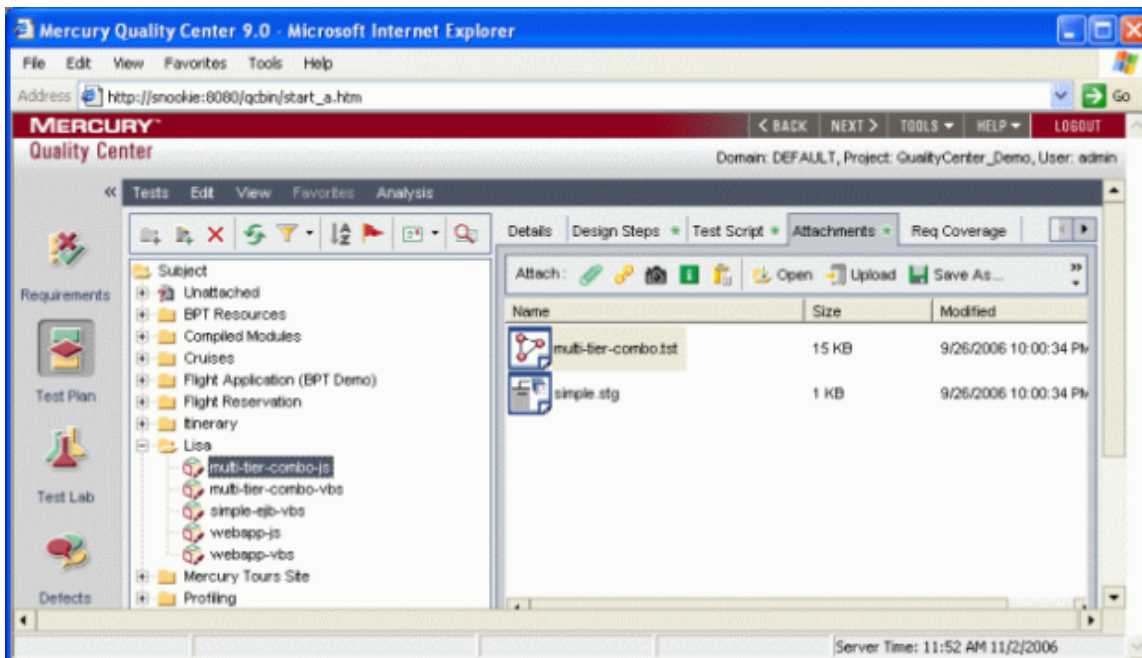 Mercury Quality Center 9.0 - Microsoft Internet Explorer
File Edit View Favorites Tools Help
Address http://snookie:8080/qcbin/start_a.htm Go
MERCURY™ < BACK NEXT > TOOLS HELP LOGOUT
Quality Center
Domain: DEFAULT, Project: QualityCenter_Demo, User: admin
« Tests Edit View Favorites Analysis
Details Design Steps * Test Script * Attachments * Req Coverage
Attach: Open Upload Save As... »
Name Size Modified
multi-tier-combo.tst 15 KB 9/26/2006 10:00:34 PM
simple.stg 1 KB 9/26/2006 10:00:34 PM
Requirements
Test Plan
Test Lab
Defects
Subject
Unattached
BPT Resources
Compiled Modules
Cruises
Flight Application (BPT Demo)
Flight Reservation
Itinerary
Lisa
multi-tier-combo-js
multi-tier-combo-vbs
simple-ejb-vbs
webapp-js
webapp-vbs
Mercury Tours Site
Profiling
Server Time: 11:52 AM 11/2/2006